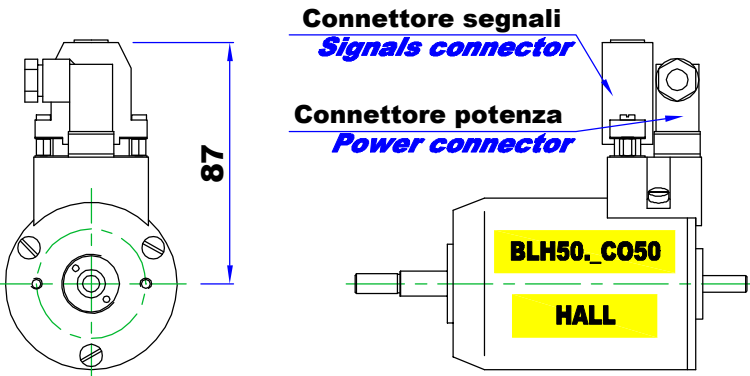 Connettore segnali
Signals connector
Connettore potenza
Power connector
87
BLH50._CO50
HALL